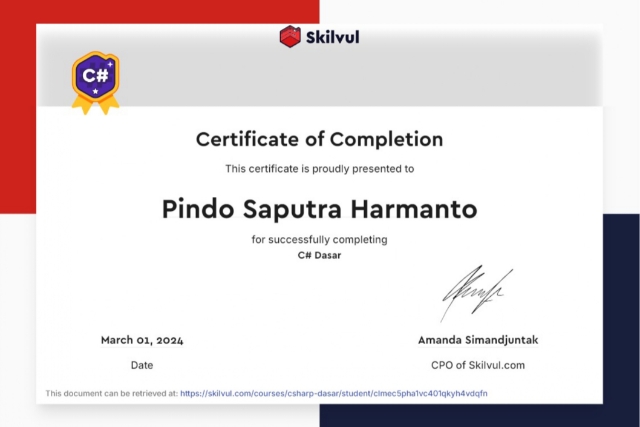 Skilvul
C#
Certificate of Completion
This certificate is proudly presented to
Pindo Saputra Harmanto
for successfully completing
C# Dasar
March 01, 2024
Amanda Simandjuntak
Date
CPO of Skilvul.com
This document can be retrieved at: https://skilvul.com/courses/csharp-dasar/student/clmec5pha1vc401qkyh4vdqfn